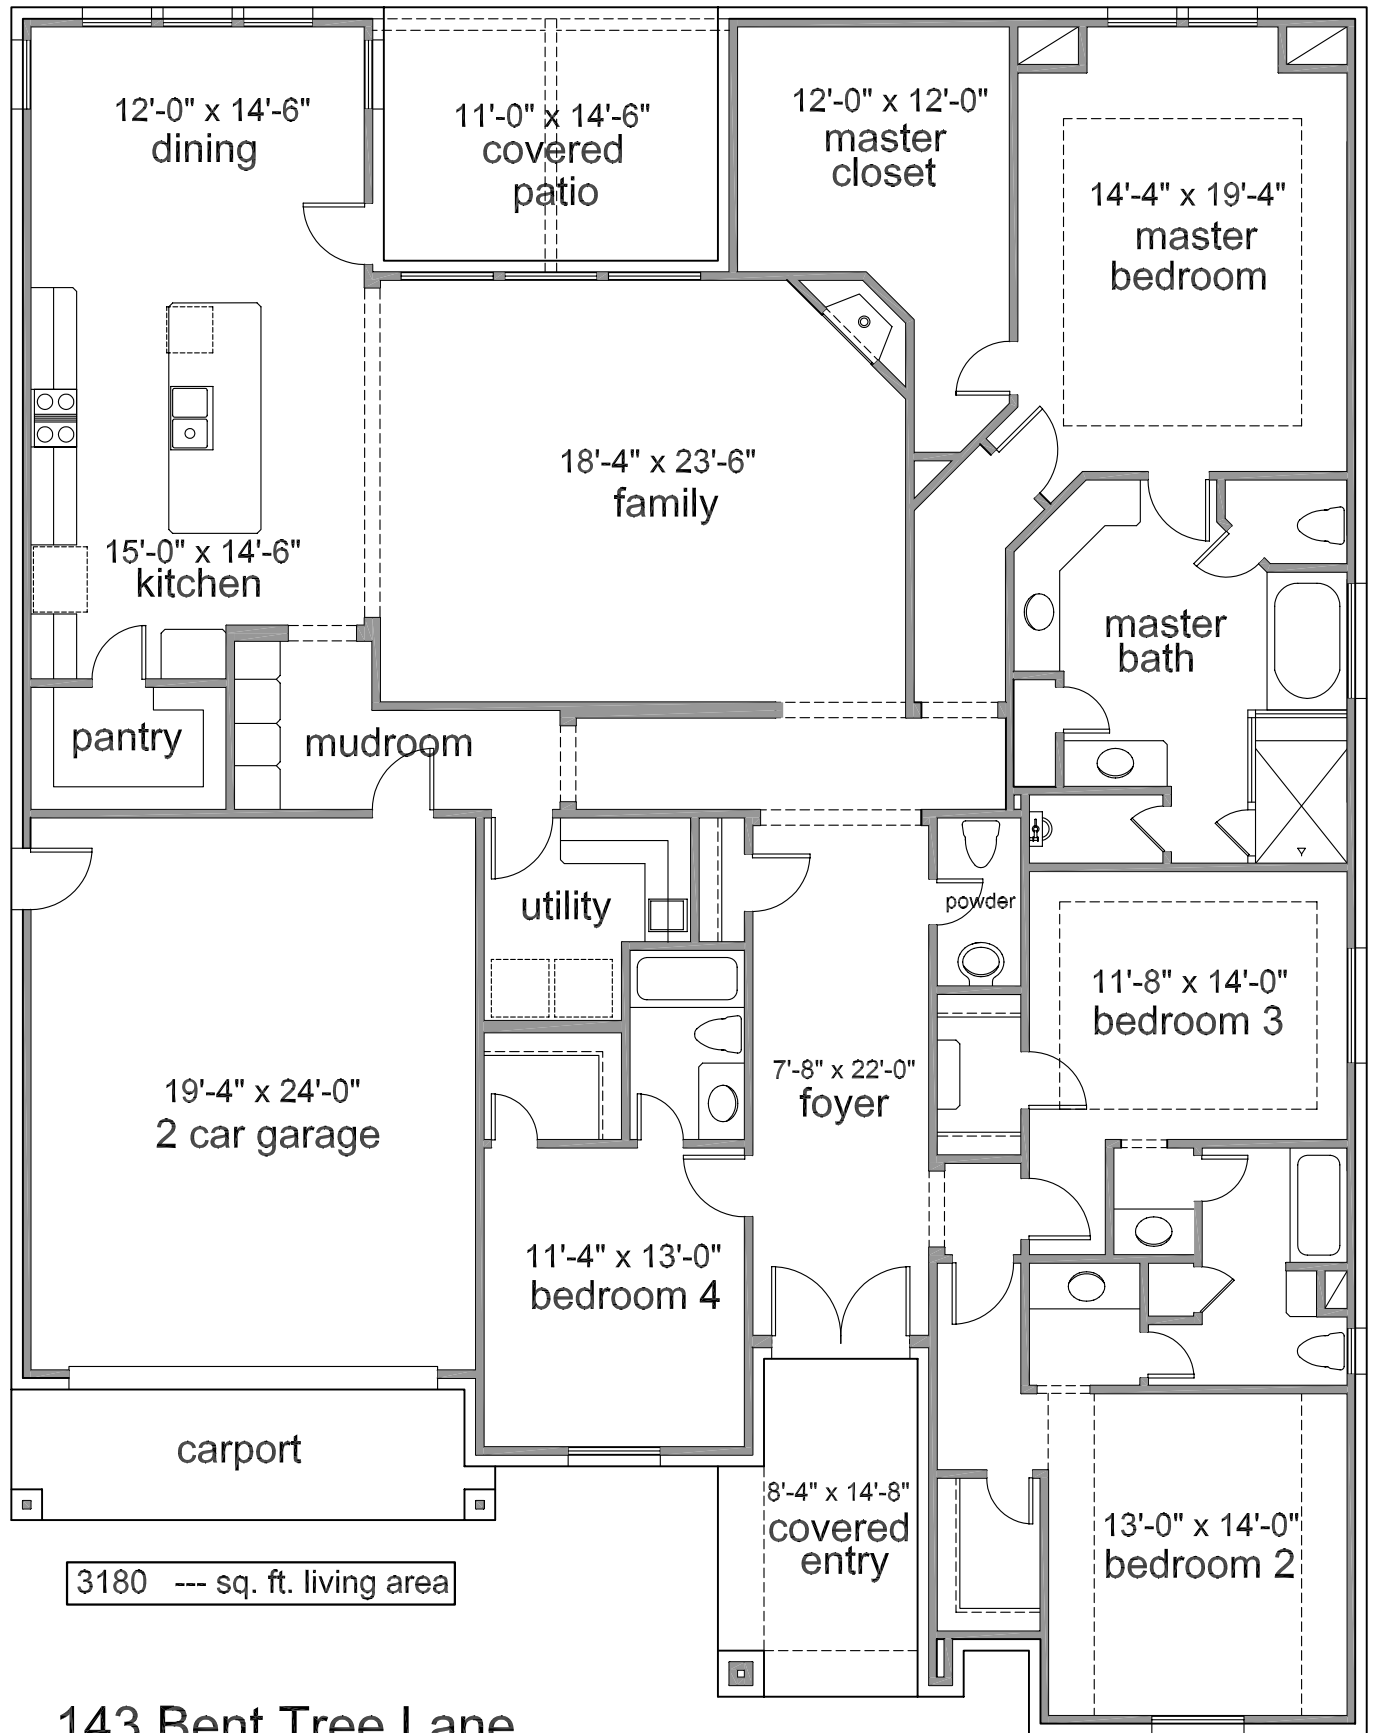 12'-0" x 14'-6"
dining
11'-0" x 14'-6"
covered
patio
12'-0" x 12'-0"
master
closet
14'-4" x 19'-4"
master
bedroom
18'-4" x 23'-6"
family
15'-0" x 14'-6"
kitchen
master
bath
pantry
mudroom
utility
powder
11'-8" x 14'-0"
bedroom 3
19'-4" x 24'-0"
2 car garage
7'-8" x 22'-0"
foyer
11'-4" x 13'-0"
bedroom 4
carport
8'-4" x 14'-8"
covered
entry
13'-0" x 14'-0"
bedroom 2
3180 --- sq. ft. living area
143 Bent Tree Lane